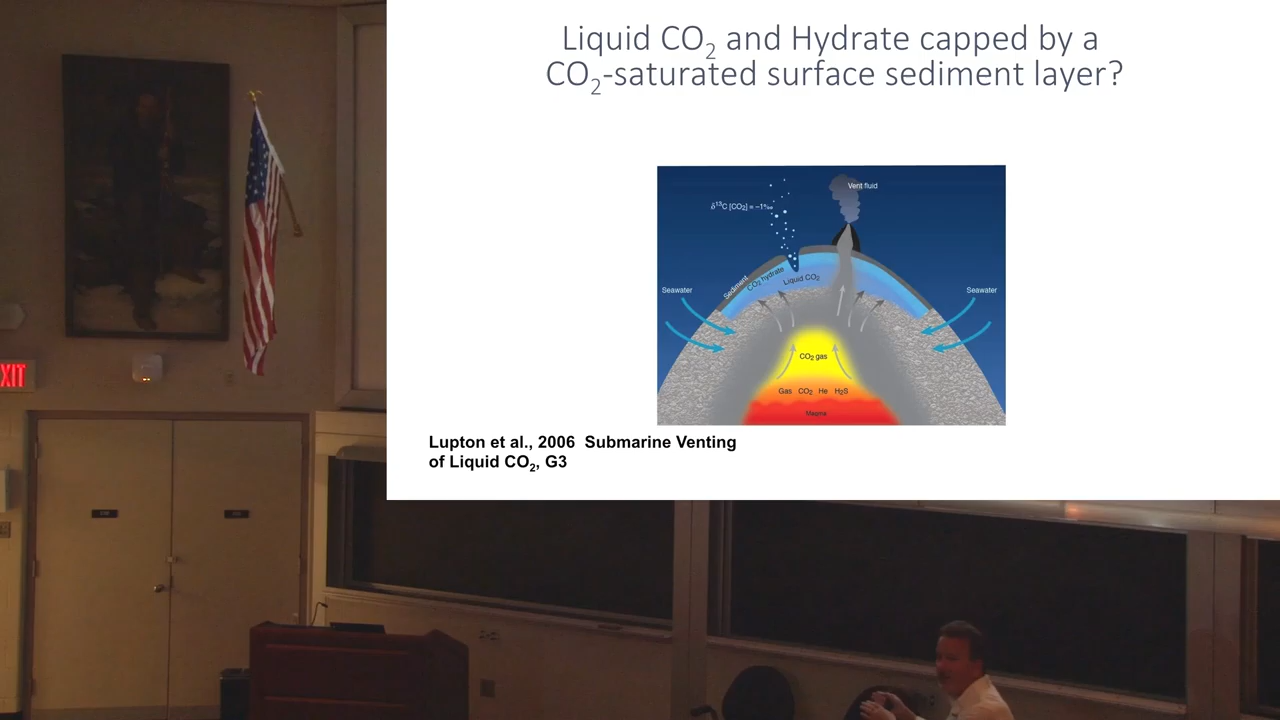 Liquid CO₂ and Hydrate capped by a
CO₂-saturated surface sediment layer?
Vent fluid
δ¹³C [CO₂] = –1‰
Sediment
CO₂ hydrate
Liquid CO₂
Seawater
Seawater
CO₂ gas
Gas CO₂ He H₂S
Magma
Lupton et al., 2006 Submarine Venting
of Liquid CO₂, G3
XIT